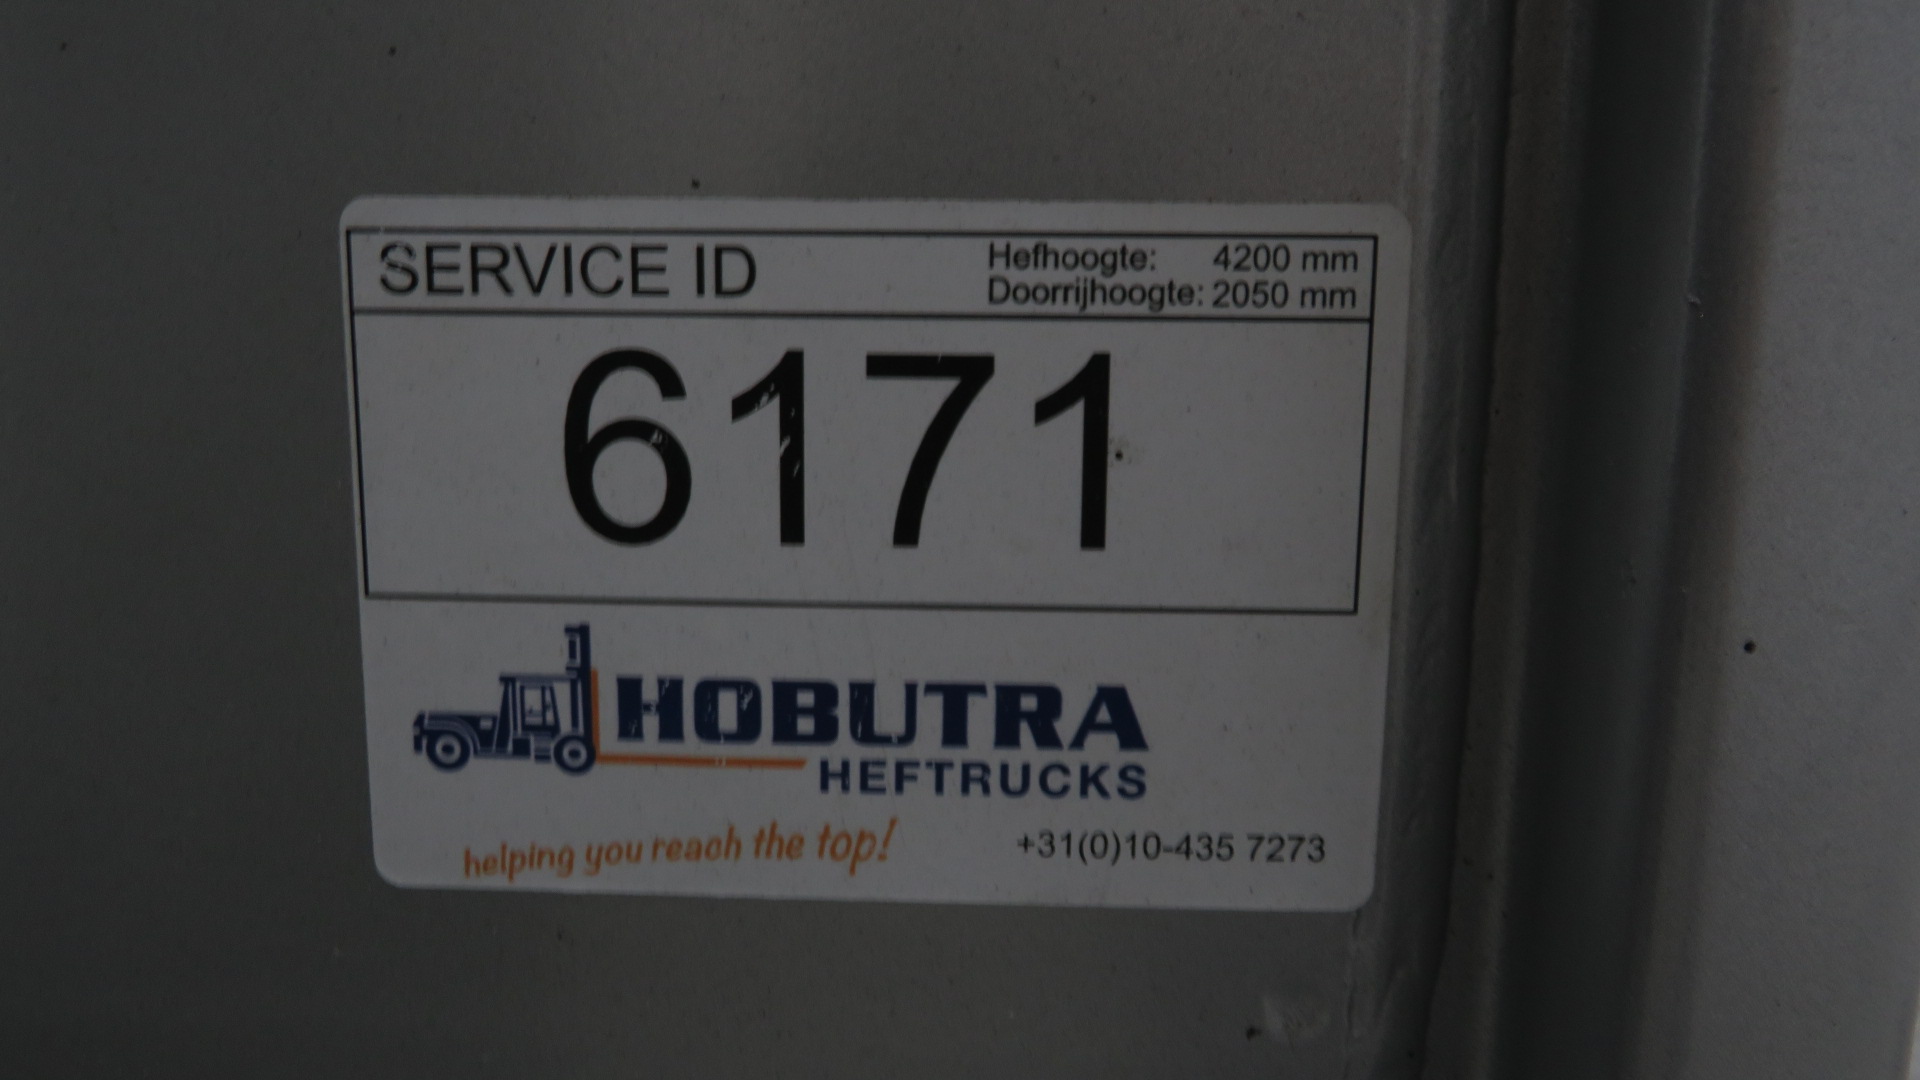 SERVICE ID
Hefhoogte: 4200 mm
Doorrijhoogte: 2050 mm
6171
HOBUTRA
HEFTRUCKS
helping you reach the top!
+31(0)10-435 7273